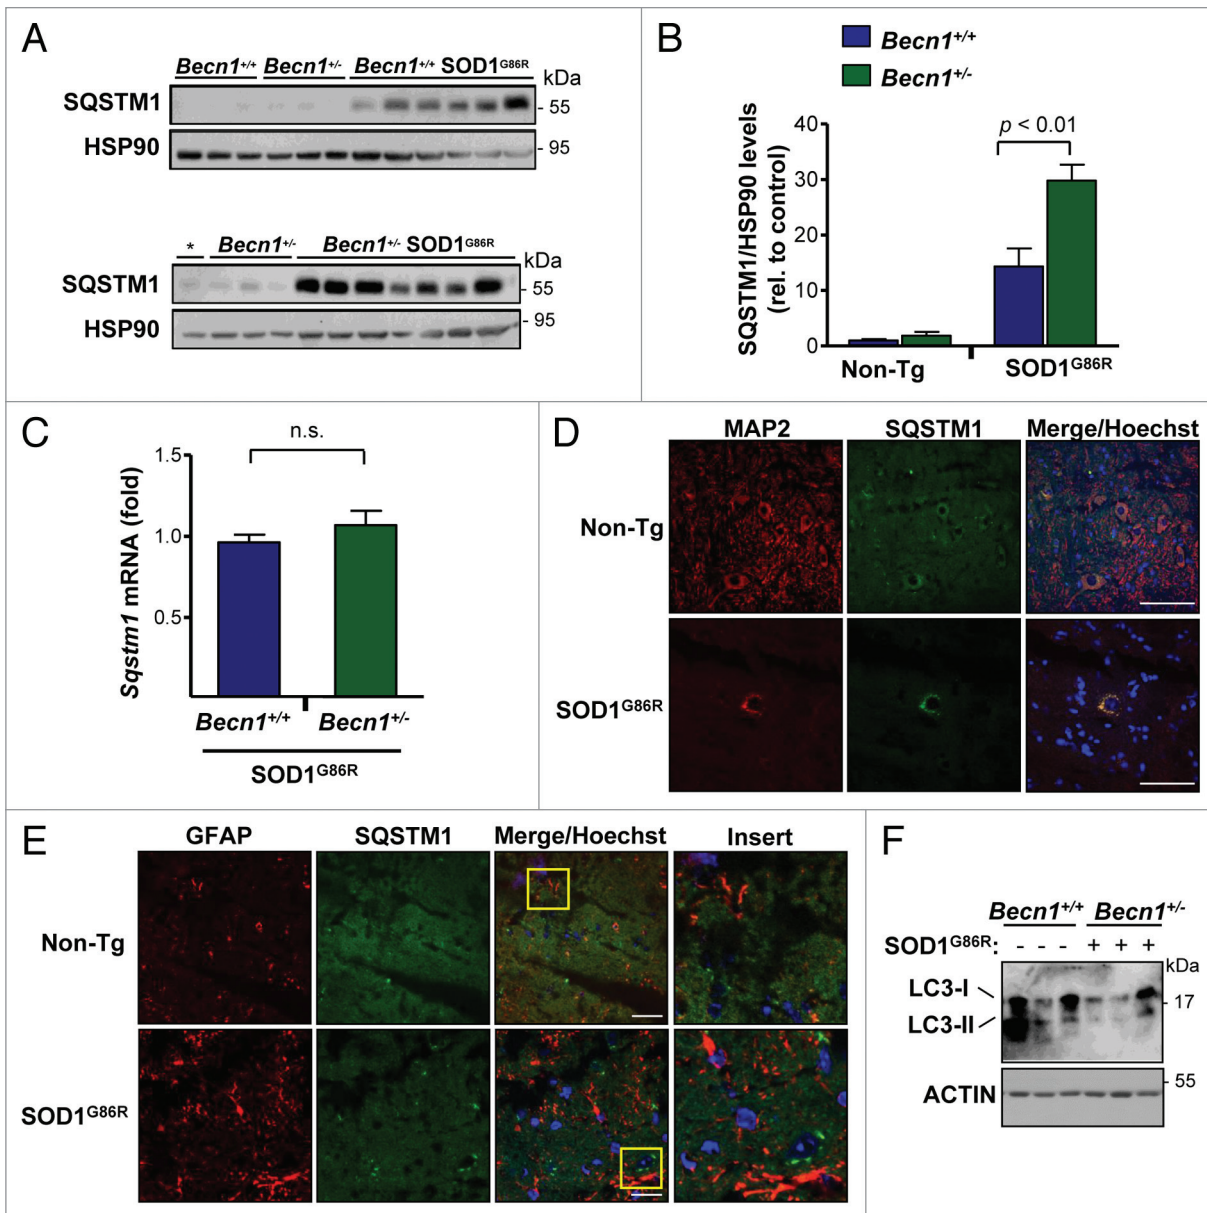 A
Becn1+/+ Becn1+/- Becn1+/+ SOD1G86R
kDa
SQSTM1
- 55
HSP90
- 95
* Becn1+/- Becn1+/- SOD1G86R
kDa
SQSTM1
- 55
- 95
HSP90
B
Becn1+/+
Becn1+/-
SQSTM1/HSP90 levels
(rel. to control)
40
30
20
10
0
p < 0.01
Non-Tg SOD1G86R
C
n.s.
Sqstm1 mRNA (fold)
1.5
1.0
0.5
Becn1+/+ Becn1+/-
SOD1G86R
D
MAP2 SQSTM1 Merge/Hoechst
Non-Tg
SOD1G86R
E
GFAP SQSTM1 Merge/Hoechst Insert
Non-Tg
SOD1G86R
F
Becn1+/+ Becn1+/-
SOD1G86R: - - - + + +
kDa
LC3-I
- 17
LC3-II
- 55
ACTIN